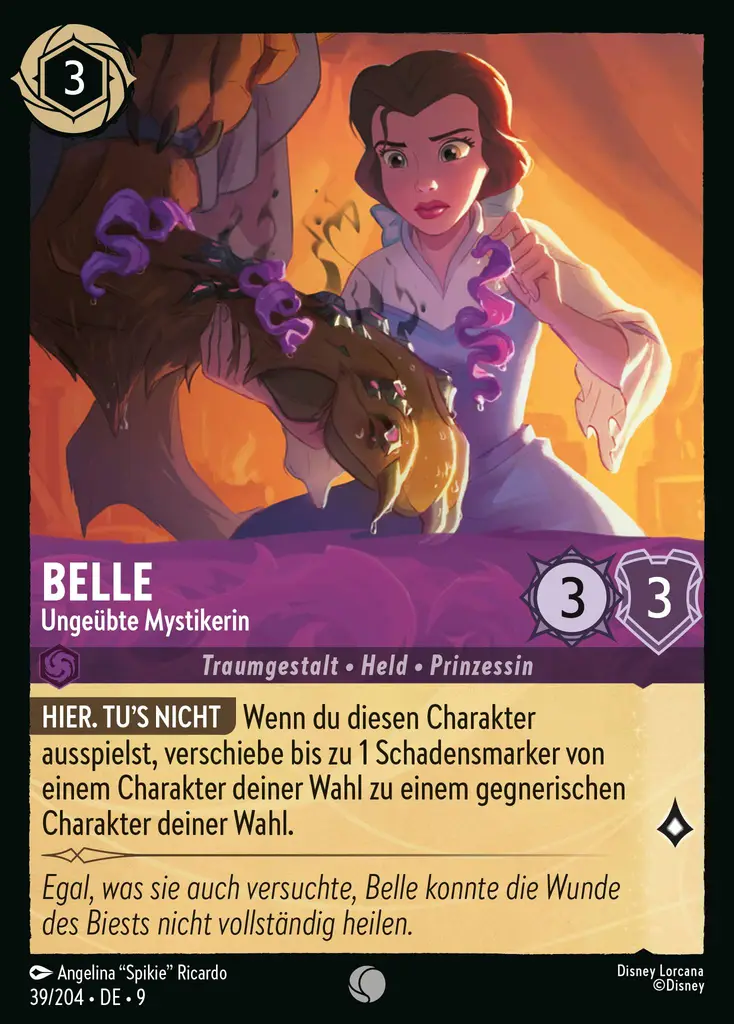 3
BELLE
Ungeübte Mystikerin
3
3
Traumgestalt • Held • Prinzessin
HIER. TU'S NICHT Wenn du diesen Charakter
ausspielst, verschiebe bis zu 1 Schadensmarker von
einem Charakter deiner Wahl zu einem gegnerischen
Charakter deiner Wahl.
Egal, was sie auch versuchte, Belle konnte die Wunde
des Biests nicht vollständig heilen.
Angelina “Spikie” Ricardo
39/204 • DE • 9
Disney Lorcana
©Disney